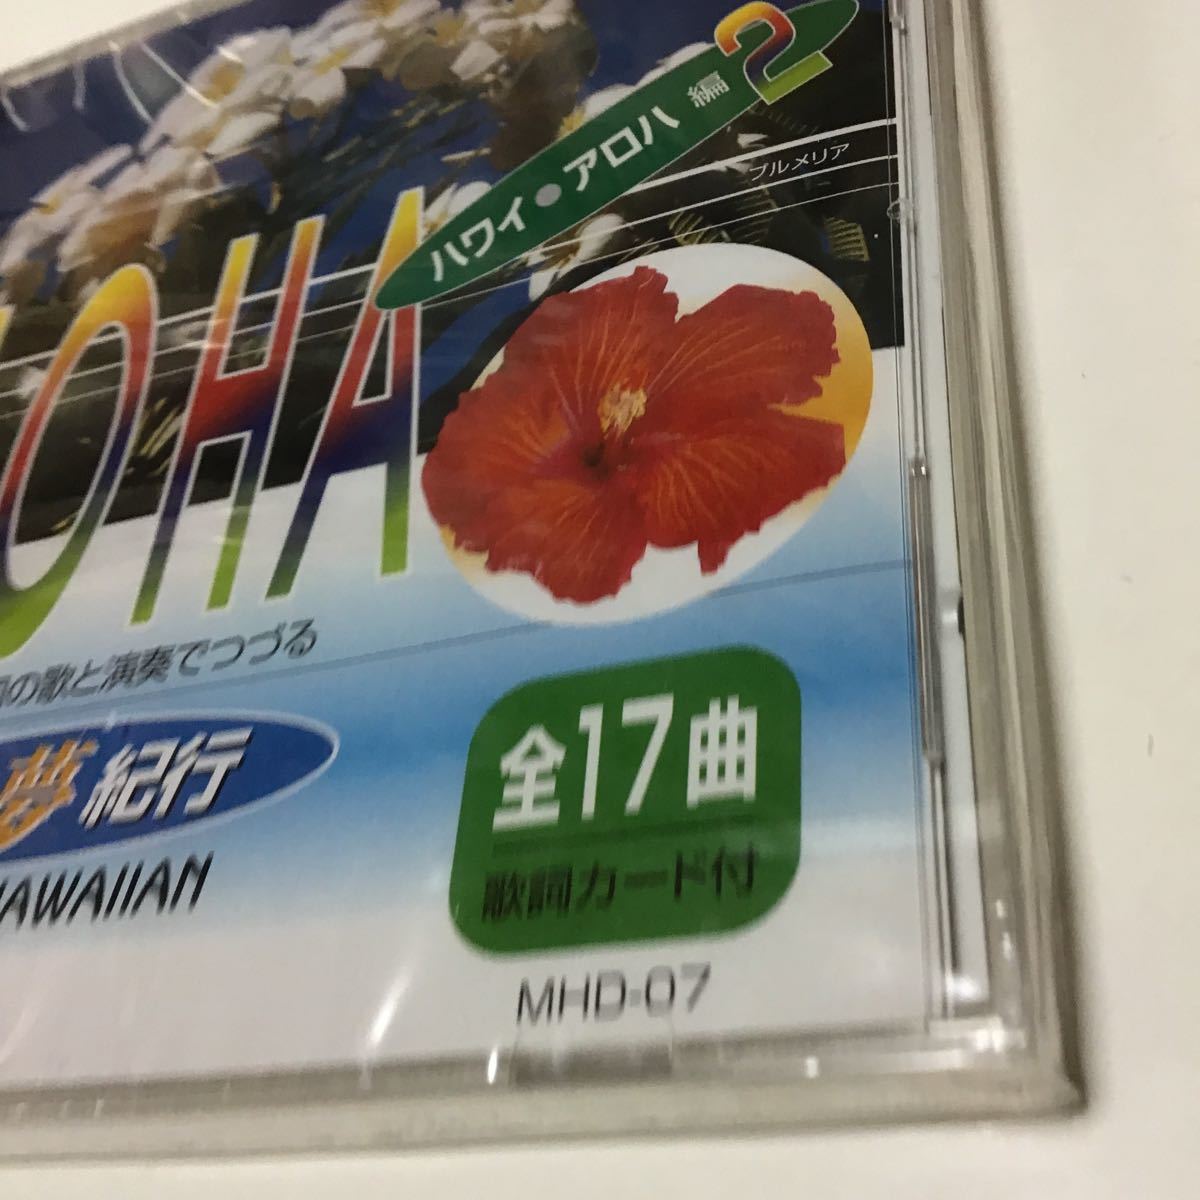 ハワイ・アロハ 編 2
プルメリア
OHA
の歌と演奏でつづる
夢紀行
HAWAIIAN
全17曲
歌詞カード付
MHD-07